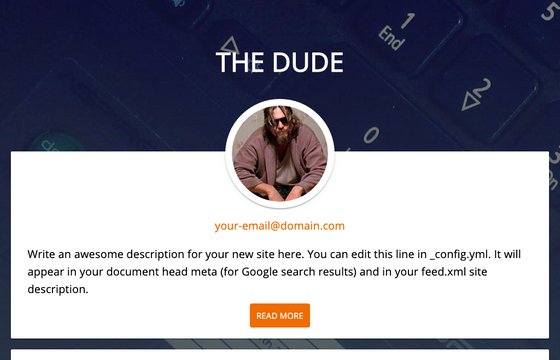 THE DUDE
your-email@domain.com
Write an awesome description for your new site here. You can edit this line in _config.yml. It will
appear in your document head meta (for Google search results) and in your feed.xml site
description.
READ MORE
1
End
2
0
5